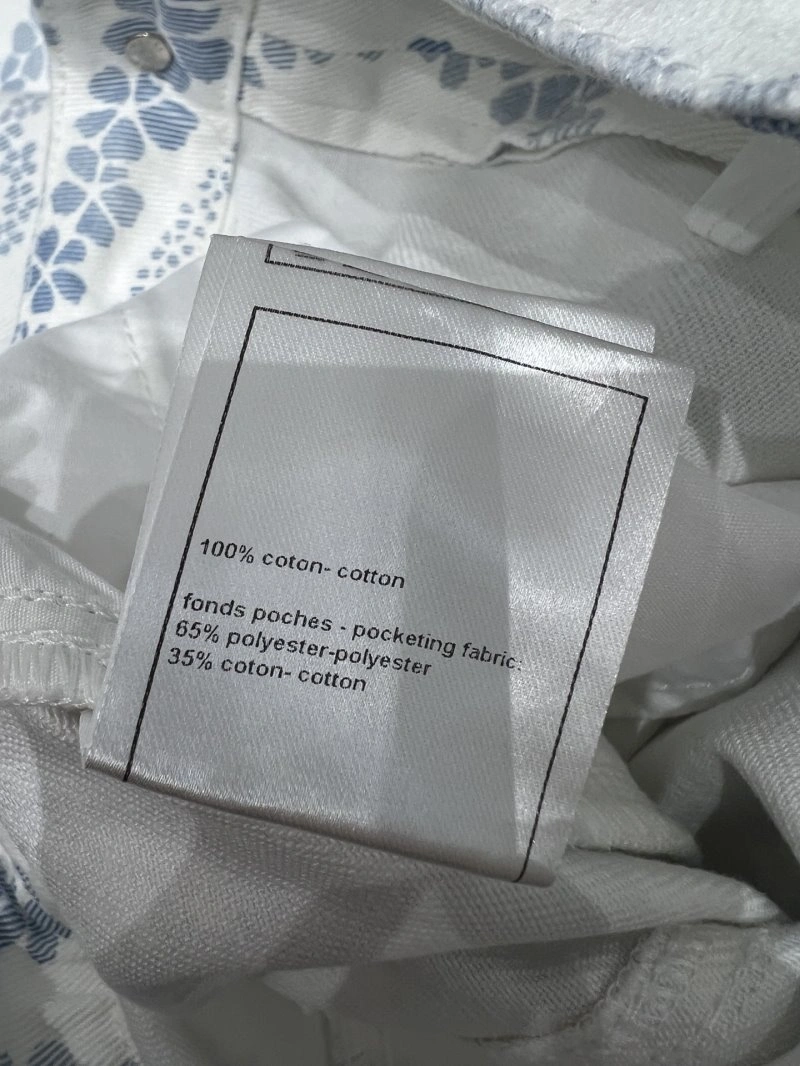 100% coton- cotton
fonds poches - pocketing fabric:
65% polyester-polyester
35% coton- cotton